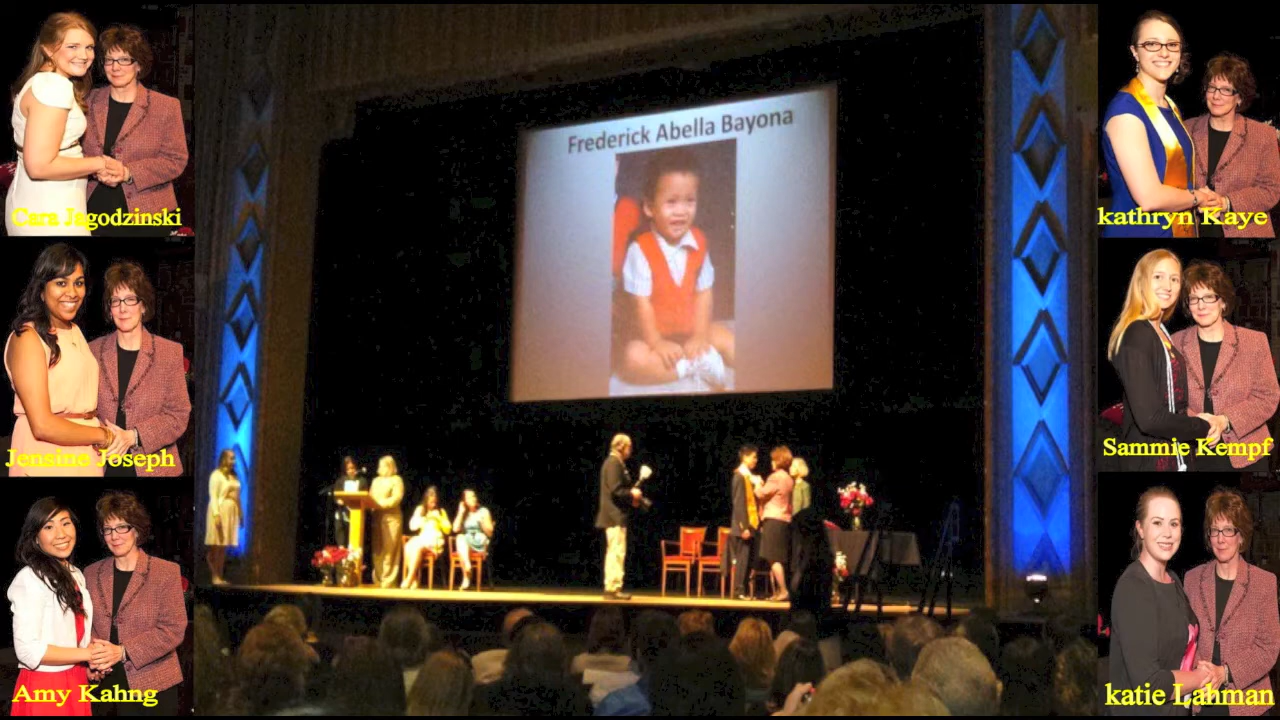 Frederick Abella Bayona
Cara Jagodzinski
kathryn Kaye
Jensine Joseph
Sammie Kempf
Amy Kahng
katie Lahman